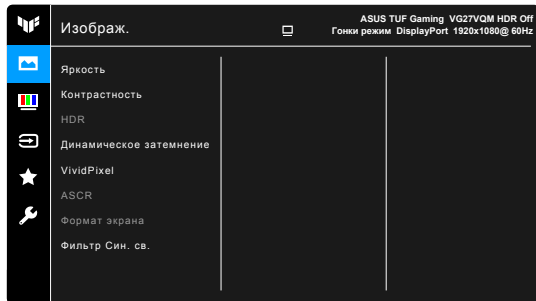 Изображ.
ASUS TUF Gaming VG27VQM HDR Off
Гонки режим DisplayPort 1920x1080@ 60Hz
Яркость
Контрастность
HDR
Динамическое затемнение
VividPixel
ASCR
Формат экрана
Фильтр Син. св.